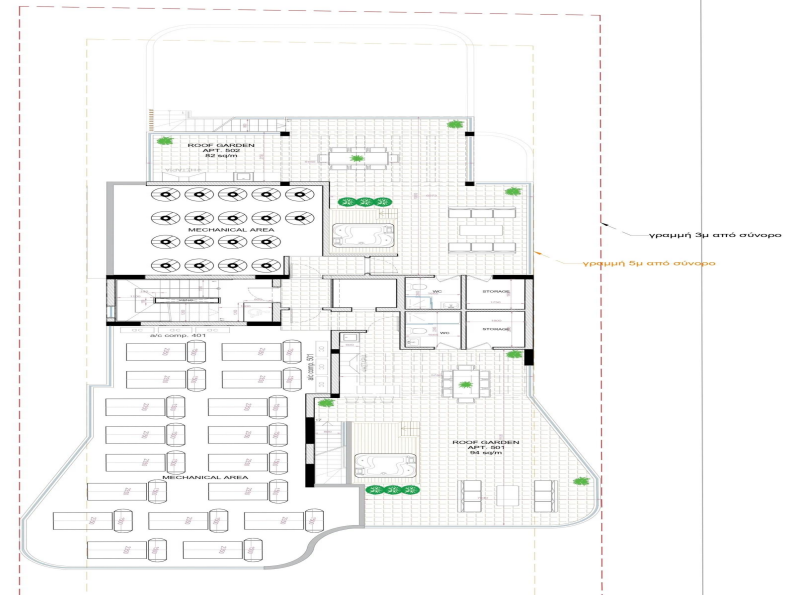 ROOF GARDEN
APT. 502
82 sq/m
MECHANICAL AREA
γραμμή 3μ από σύνορο
γραμμή 5μ από σύνορο
WC
STORAGE
WC
STORAGE
a/c comp. 401
a/c comp. 501
ROOF GARDEN
APT. 501
94 sq/m
MECHANICAL AREA